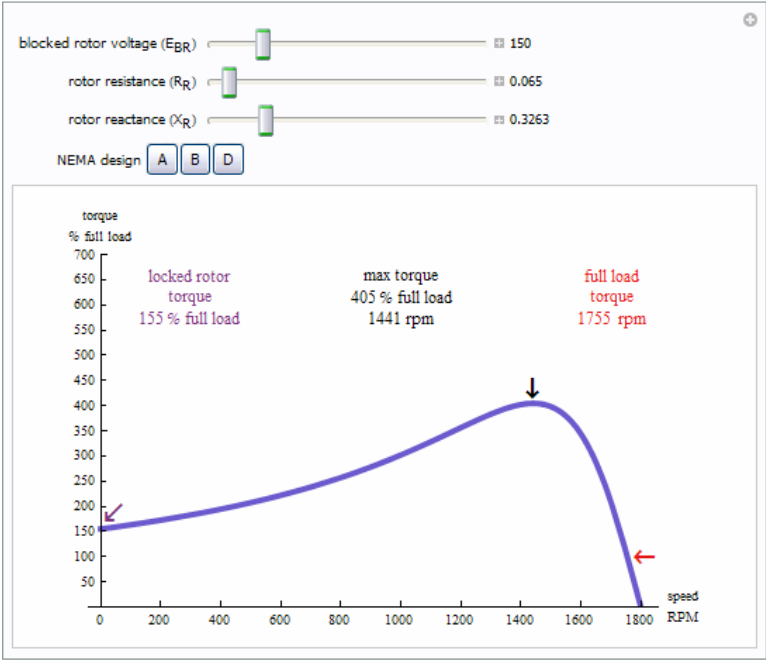 blocked rotor voltage (EBR) 150
rotor resistance (RR) 0.065
rotor reactance (XR) 0.3263
NEMA design A B D
torque
% full load
700
650
600
550
500
450
400
350
300
250
200
150
100
50
locked rotor
torque
155 % full load
max torque
405 % full load
1441 rpm
full load
torque
1755 rpm
0 200 400 600 800 1000 1200 1400 1600 1800
speed
RPM